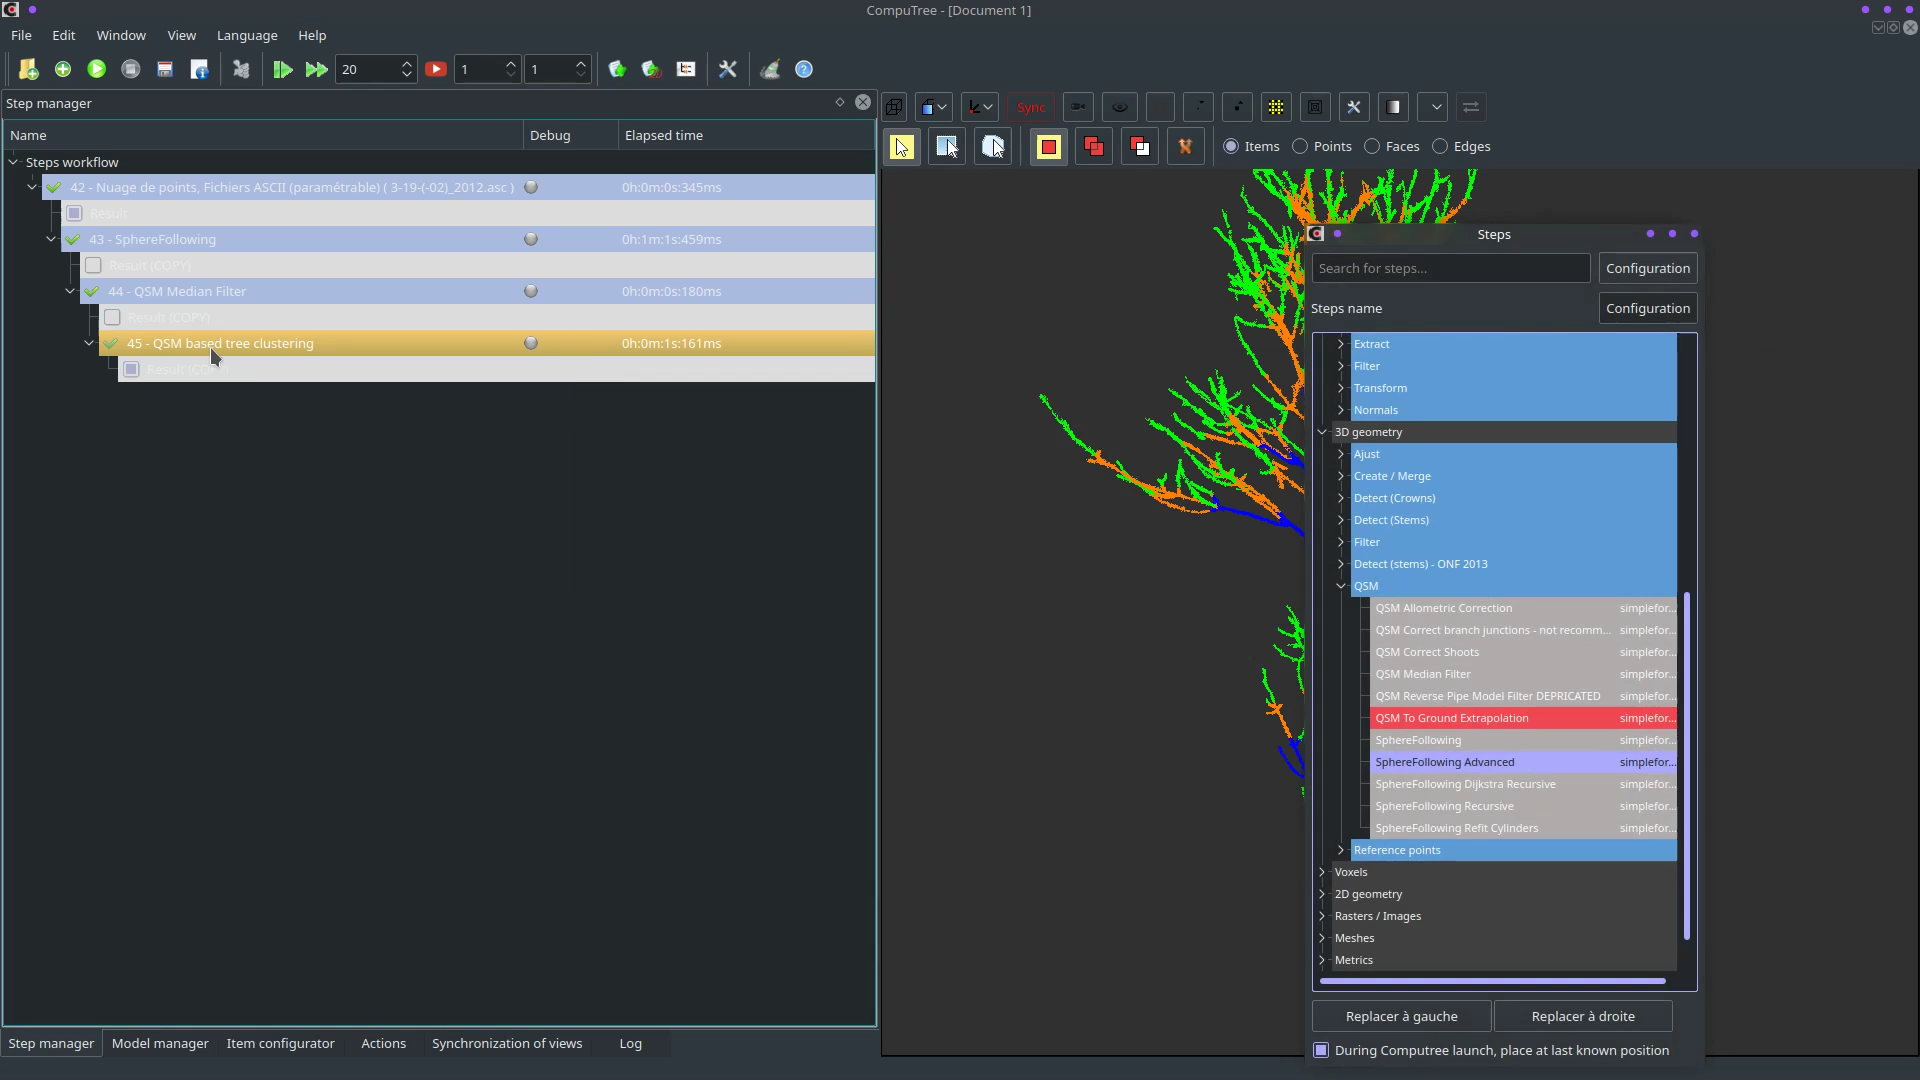 CompuTree - [Document 1]
File Edit Window View Language Help
20 1 1
Step manager
Name Debug Elapsed time
Steps workflow
42 - Nuage de points, Fichiers ASCII (paramétrable) ( 3-19-(-02)_2012.asc ) 0h:0m:0s:345ms
Result
43 - SphereFollowing 0h:1m:1s:459ms
Result (COPY)
44 - QSM Median Filter 0h:0m:0s:180ms
Result (COPY)
45 - QSM based tree clustering 0h:0m:1s:161ms
Result
Step manager Model manager Item configurator Actions Synchronization of views Log
Sync
Items Points Faces Edges
Steps
Search for steps... Configuration
Steps name Configuration
Extract
Filter
Transform
Normals
3D geometry
Ajust
Create / Merge
Detect (Crowns)
Detect (Stems)
Filter
Detect (stems) - ONF 2013
QSM
QSM Allometric Correction simplefor...
QSM Correct branch junctions - not recomm... simplefor...
QSM Correct Shoots simplefor...
QSM Median Filter simplefor...
QSM Reverse Pipe Model Filter DEPRICATED simplefor...
QSM To Ground Extrapolation simplefor...
SphereFollowing simplefor...
SphereFollowing Advanced simplefor...
SphereFollowing Dijkstra Recursive simplefor...
SphereFollowing Recursive simplefor...
SphereFollowing Refit Cylinders simplefor...
Reference points
Voxels
2D geometry
Rasters / Images
Meshes
Metrics
Replacer à gauche Replacer à droite
During Computree launch, place at last known position